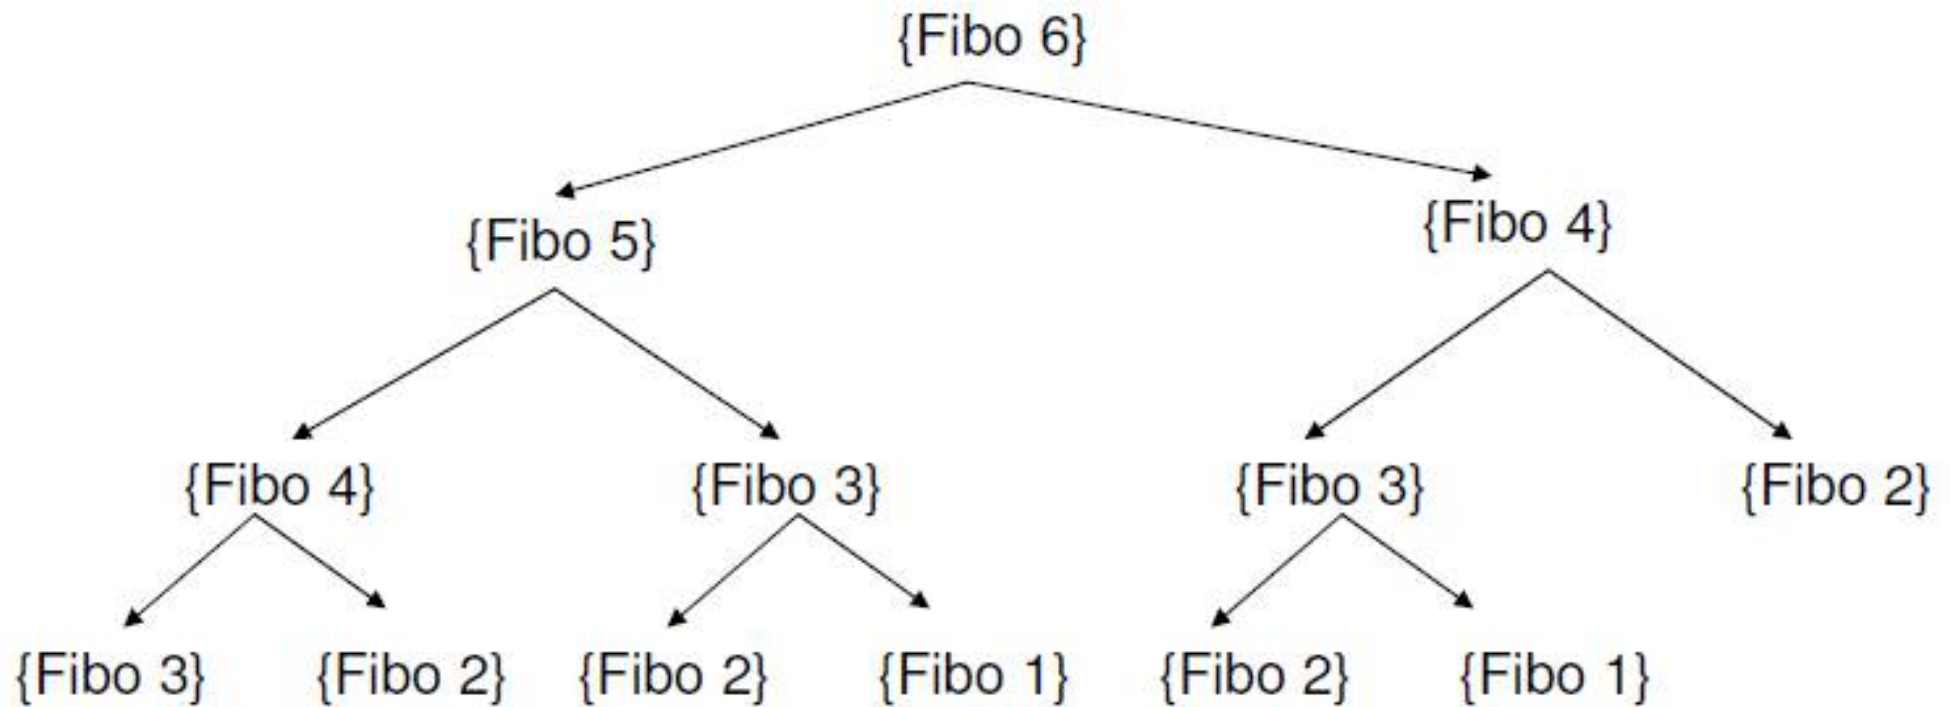 {Fibo 6}
{Fibo 5} {Fibo 4}
{Fibo 4} {Fibo 3} {Fibo 3} {Fibo 2}
{Fibo 3} {Fibo 2} {Fibo 2} {Fibo 1} {Fibo 2} {Fibo 1}